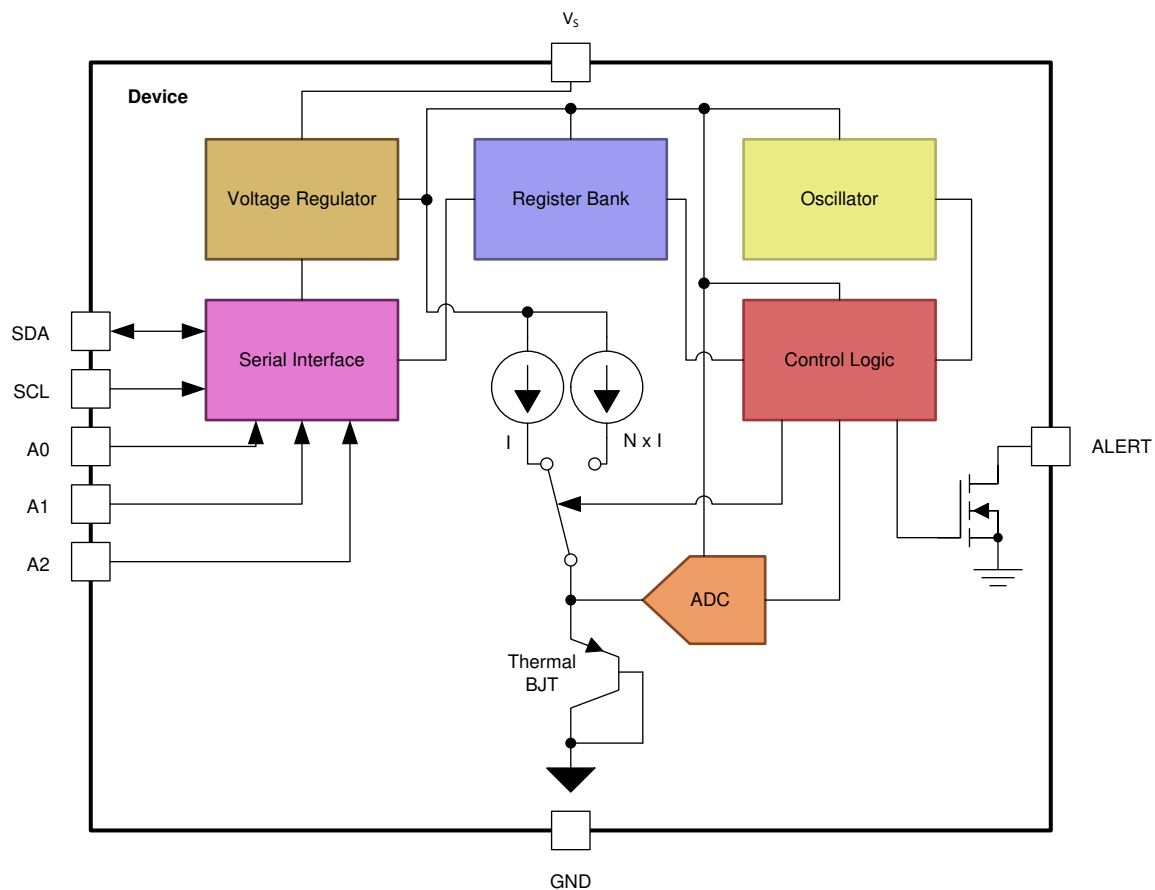 VS
Device
Voltage Regulator
Register Bank
Oscillator
SDA
Serial Interface
Control Logic
SCL
I
N x I
A0
ALERT
A1
A2
ADC
Thermal
BJT
GND